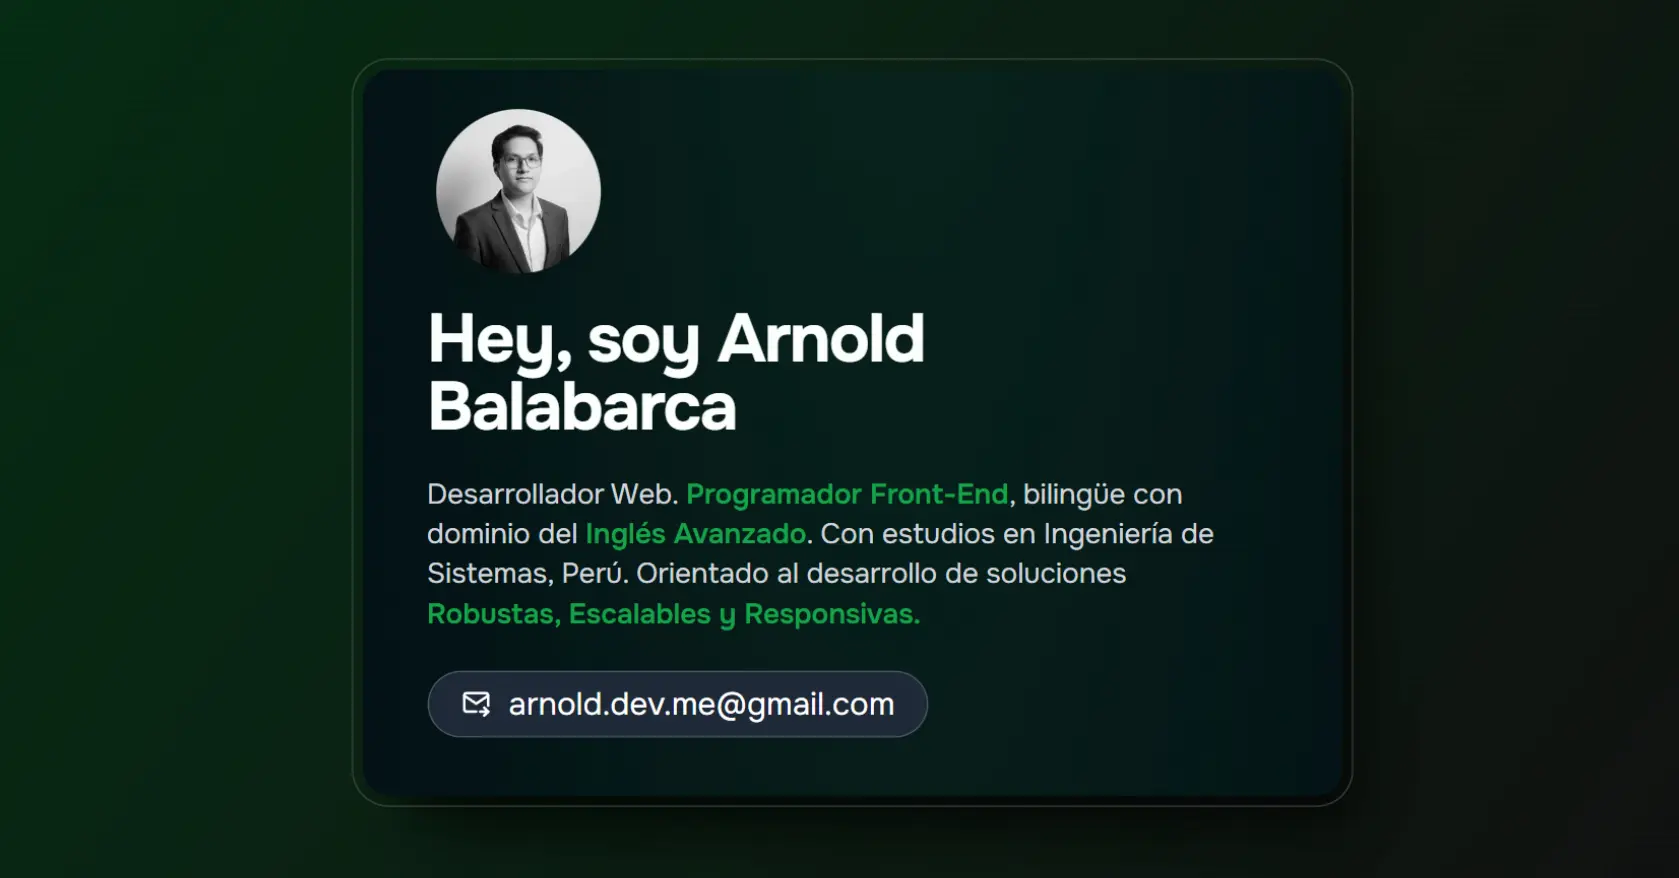 Hey, soy Arnold
Balabarca
Desarrollador Web. Programador Front-End, bilingüe con
dominio del Inglés Avanzado. Con estudios en Ingeniería de
Sistemas, Perú. Orientado al desarrollo de soluciones
Robustas, Escalables y Responsivas.
arnold.dev.me@gmail.com